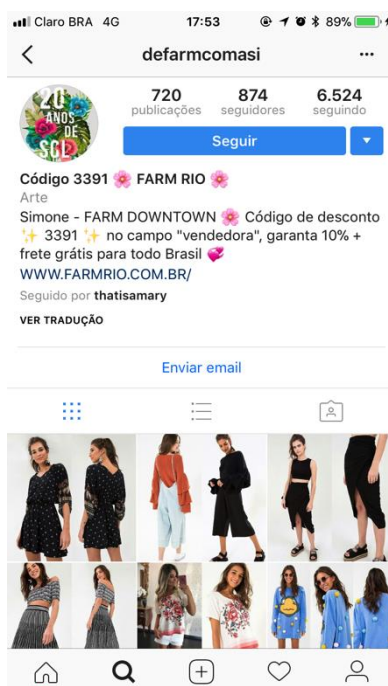 Claro BRA 4G 17:53 89%
defarmcomasi
20
ANOS
DE
SOL
720 874 6.524
publicações seguidores seguindo
Seguir
Código 3391 🌸 FARM RIO 🌸
Arte
Simone - FARM DOWNTOWN 🌸 Código de desconto
✨ 3391 ✨ no campo "vendedora", garanta 10% +
frete grátis para todo Brasil 💞
WWW.FARMRIO.COM.BR/
Seguido por thatisamary
VER TRADUÇÃO
Enviar email